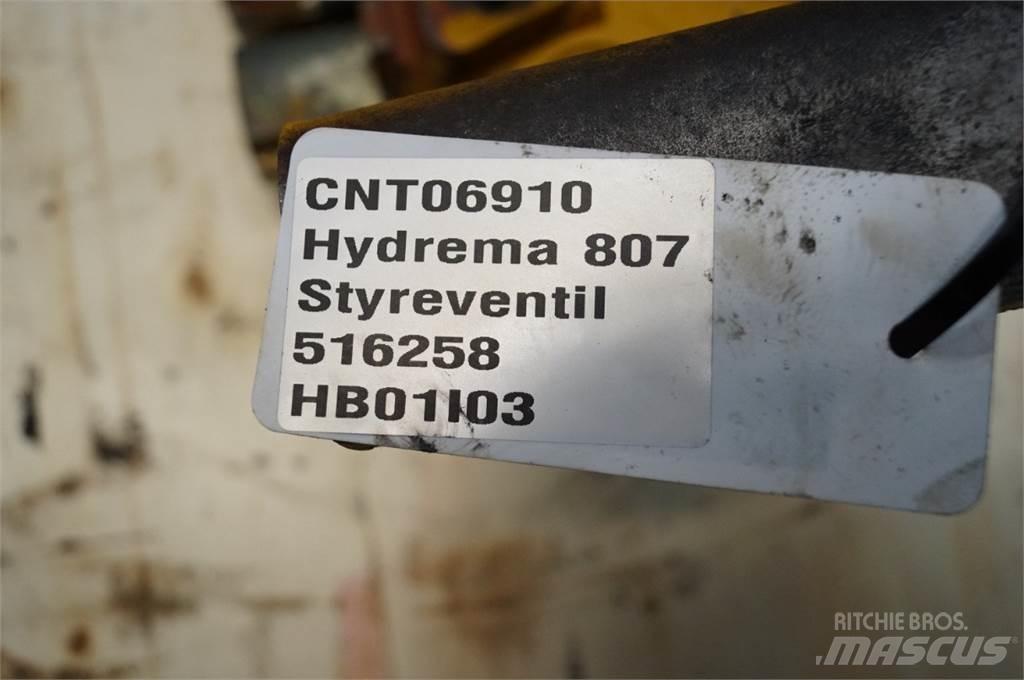 CNT06910
Hydrema 807
Styreventil
516258
HB01I03
RITCHIE BROS.
MASCUS